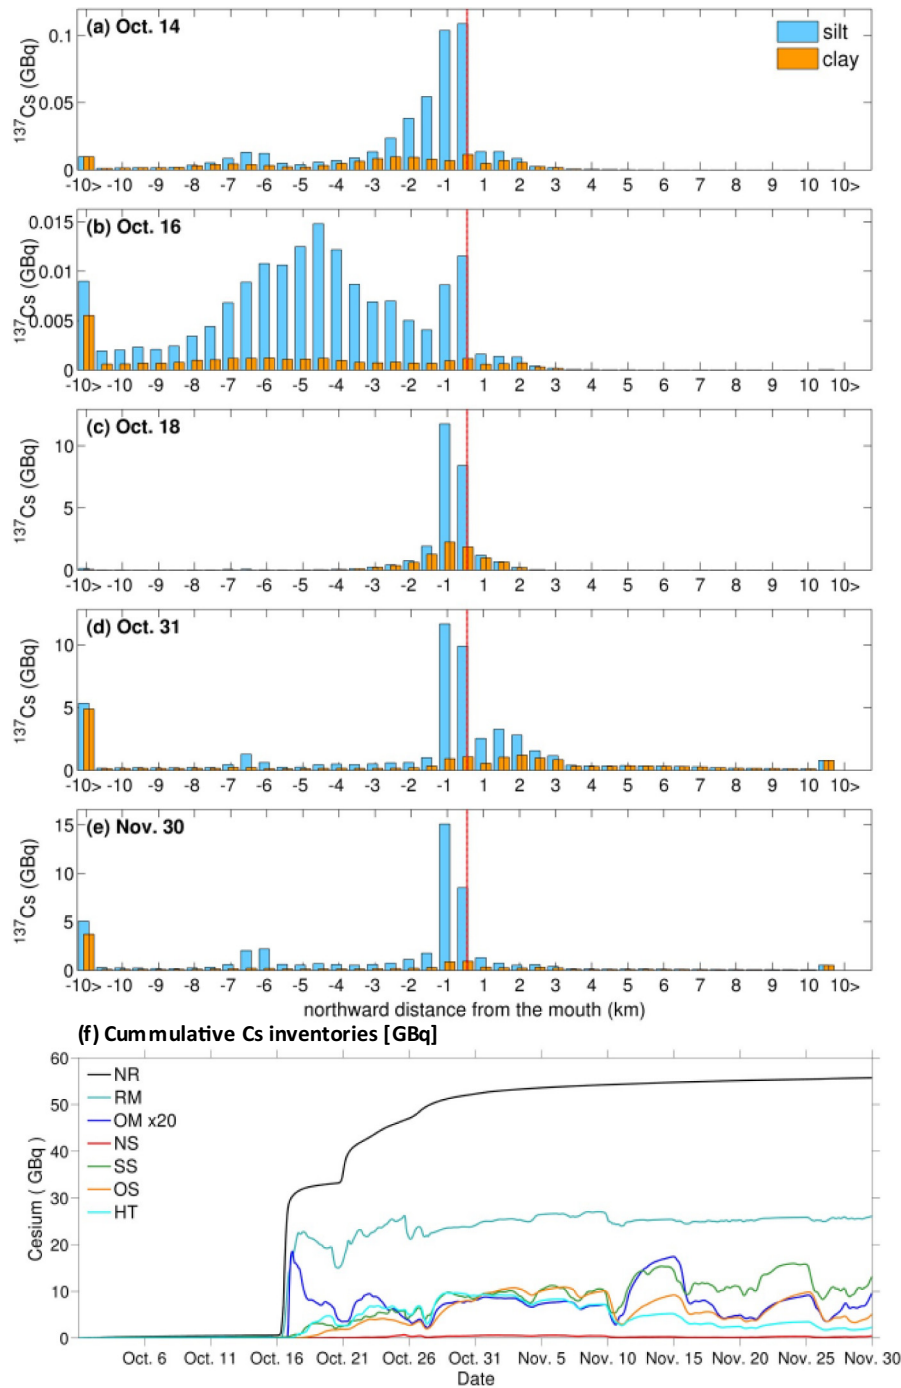 (a) Oct. 14
silt
clay
137Cs (GBq)
0.1
0.05
0
-10> -10 -9 -8 -7 -6 -5 -4 -3 -2 -1 1 2 3 4 5 6 7 8 9 10 10>
(b) Oct. 16
137Cs (GBq)
0.015
0.01
0.005
0
-10> -10 -9 -8 -7 -6 -5 -4 -3 -2 -1 1 2 3 4 5 6 7 8 9 10 10>
(c) Oct. 18
137Cs (GBq)
10
5
0
-10> -10 -9 -8 -7 -6 -5 -4 -3 -2 -1 1 2 3 4 5 6 7 8 9 10 10>
(d) Oct. 31
137Cs (GBq)
10
5
0
-10> -10 -9 -8 -7 -6 -5 -4 -3 -2 -1 1 2 3 4 5 6 7 8 9 10 10>
(e) Nov. 30
137Cs (GBq)
15
10
5
0
-10> -10 -9 -8 -7 -6 -5 -4 -3 -2 -1 1 2 3 4 5 6 7 8 9 10 10>
northward distance from the mouth (km)
(f) Cummulative Cs inventories [GBq]
Cesium ( GBq )
60
50
40
30
20
10
0
NR
RM
OM x20
NS
SS
OS
HT
Oct. 6 Oct. 11 Oct. 16 Oct. 21 Oct. 26 Oct. 31 Nov. 5 Nov. 10 Nov. 15 Nov. 20 Nov. 25 Nov. 30
Date